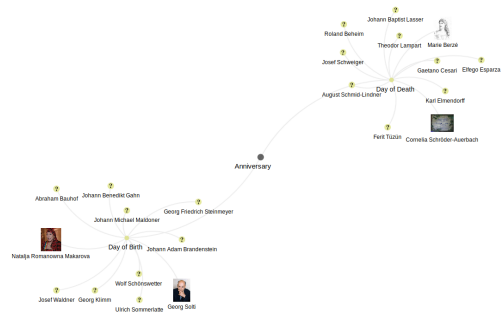 Johann Baptist Lasser
Roland Beheim
Theodor Lampart
Marie Berzé
Josef Schweiger
Gaetano Cesari
Elfego Esparza
Day of Death
August Schmid-Lindner
Karl Elmendorff
Ferit Tüzün
Cornelia Schröder-Auerbach
Anniversary
Johann Benedikt Gahn
Abraham Bauhof
Georg Friedrich Steinmeyer
Johann Michael Maldoner
Day of Birth
Johann Adam Brandenstein
Natalja Romanowna Makarova
Wolf Schönswetter
Josef Waldner
Georg Klimm
Georg Solti
Ulrich Sommerlatte